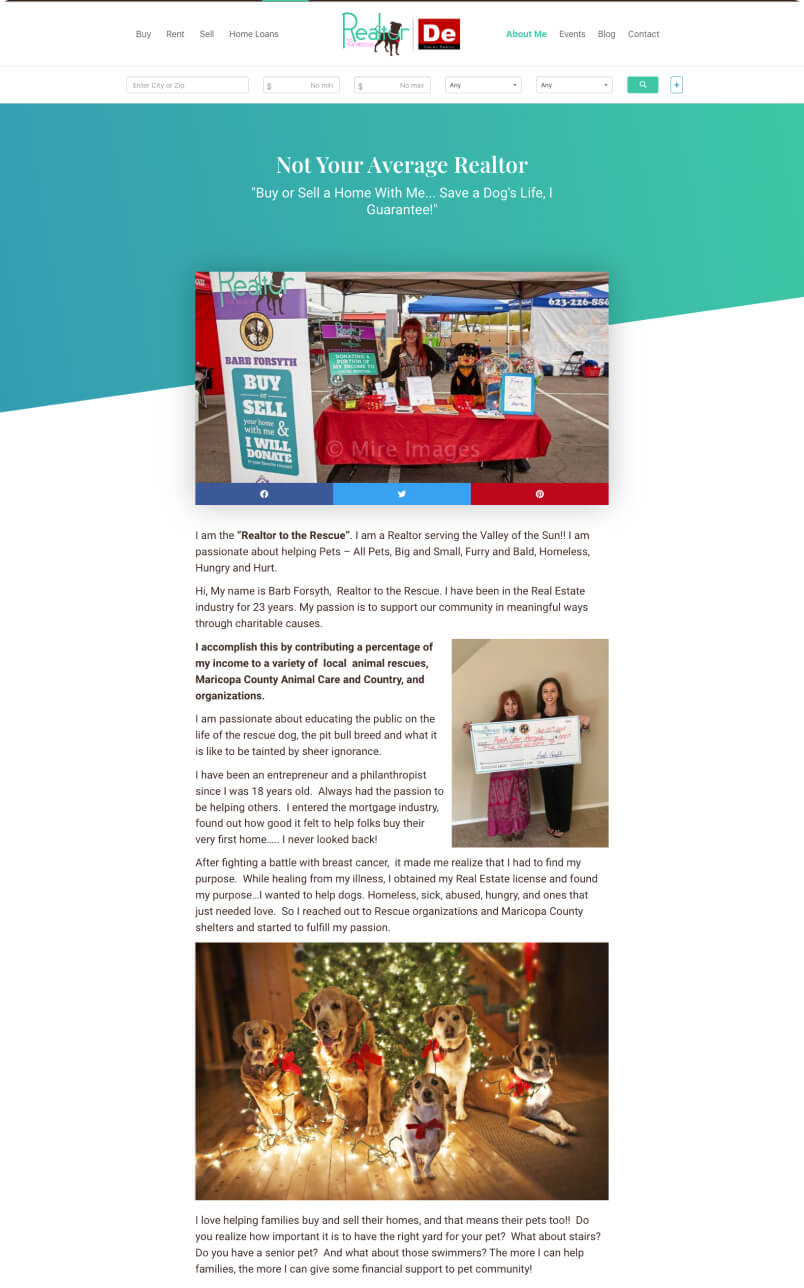 Buy Rent Sell Home Loans
Realtor
TO THE RESCUE
De
About Me Events Blog Contact
Enter City or Zip $ No min $ No max Any Any +
Not Your Average Realtor
"Buy or Sell a Home With Me... Save a Dog's Life, I
Guarantee!"
Realtor
BARB FORSYTH
BUY
or
SELL
your home
with me &
I WILL
DONATE
Realtor
DONATING A
PORTION OF
MY INCOME TO
623-226-
© Mire Images
I am the “Realtor to the Rescue”. I am a Realtor serving the Valley of the Sun!! I am
passionate about helping Pets – All Pets, Big and Small, Furry and Bald, Homeless,
Hungry and Hurt.
Hi, My name is Barb Forsyth,  Realtor to the Rescue. I have been in the Real Estate
industry for 23 years. My passion is to support our community in meaningful ways
through charitable causes.
I accomplish this by contributing a percentage of
my income to a variety of  local  animal rescues,
Maricopa County Animal Care and Country, and
organizations.
I am passionate about educating the public on the
life of the rescue dog, the pit bull breed and what it
is like to be tainted by sheer ignorance.
I have been an entrepreneur and a philanthropist
since I was 18 years old.  Always had the passion to
be helping others.  I entered the mortgage industry,
found out how good it felt to help folks buy their
very first home….. I never looked back!
After fighting a battle with breast cancer,  it made me realize that I had to find my
purpose.  While healing from my illness, I obtained my Real Estate license and found
my purpose…I wanted to help dogs. Homeless, sick, abused, hungry, and ones that
just needed love.  So I reached out to Rescue organizations and Maricopa County
shelters and started to fulfill my passion.
I love helping families buy and sell their homes, and that means their pets too!!  Do
you realize how important it is to have the right yard for your pet?  What about stairs?
Do you have a senior pet?  And what about those swimmers? The more I can help
families, the more I can give some financial support to pet community!